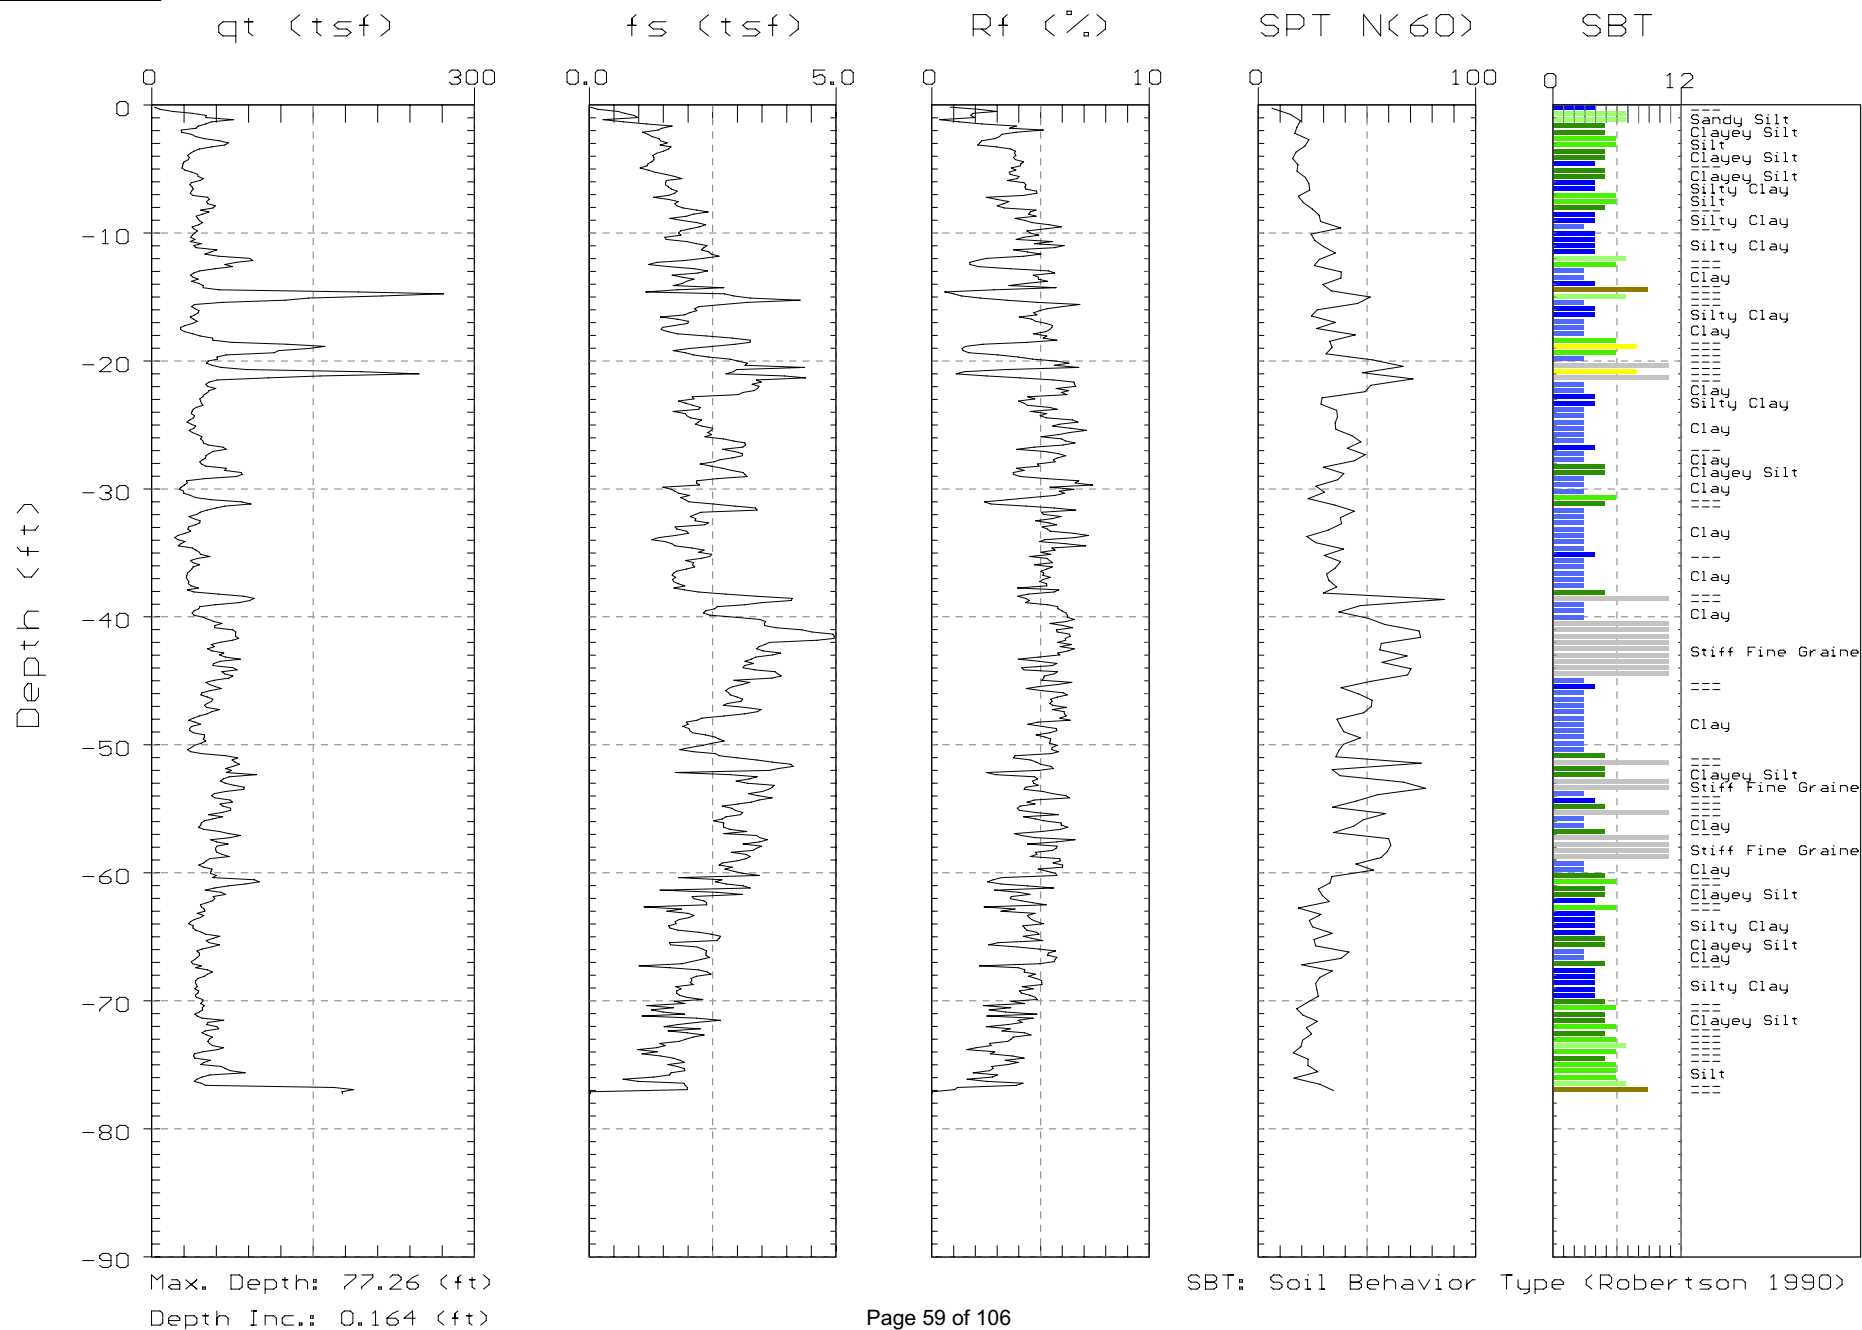 qt (tsf) fs (tsf) Rf (%) SPT N(60) SBT
0 300 0.0 5.0 0 10 0 100 0 12
0
-10
-20
-30
-40
-50
-60
-70
-80
-90
Depth (ft)
---
Sandy Silt
Clayey Silt
Silt
Clayey Silt
---
Clayey Silt
Silty Clay
Silt
---
Silty Clay
---
Silty Clay
---
---
Clay
---
---
Silty Clay
Clay
---
---
---
---
---
---
Clay
Silty Clay
Clay
---
Clay
Clayey Silt
Clay
---
---
Clay
---
Clay
---
---
Clay
Stiff Fine Graine
---
Clay
---
---
Clayey Silt
Stiff Fine Graine
---
---
---
Clay
---
Stiff Fine Graine
Clay
---
---
Clayey Silt
---
---
Silty Clay
Clayey Silt
Clay
---
Silty Clay
---
---
Clayey Silt
---
---
---
---
---
Silt
---
---
Max. Depth: 77.26 (ft)
Depth Inc.: 0.164 (ft)
SBT: Soil Behavior Type (Robertson 1990)
Page 59 of 106